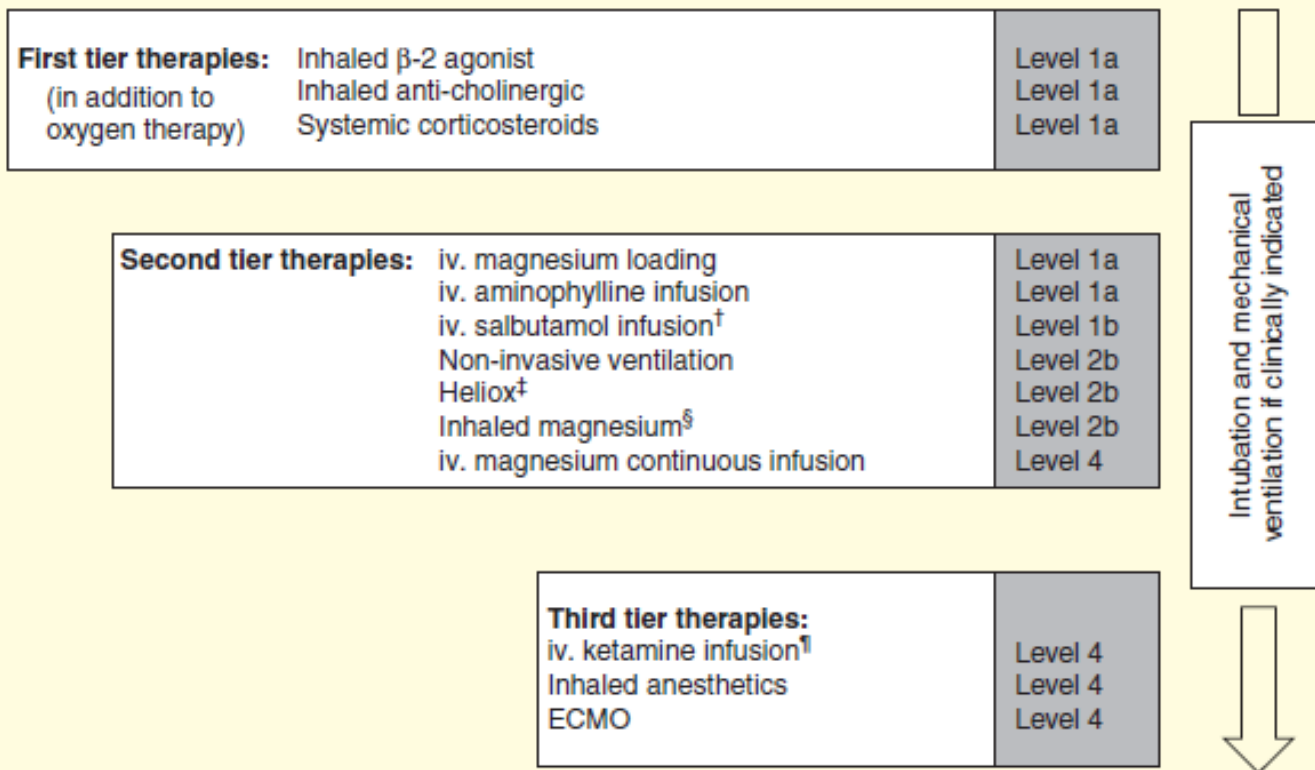 First tier therapies: Inhaled β-2 agonist Level 1a
(in addition to Inhaled anti-cholinergic Level 1a
oxygen therapy) Systemic corticosteroids Level 1a
Second tier therapies: iv. magnesium loading Level 1a
iv. aminophylline infusion Level 1a
iv. salbutamol infusion† Level 1b
Non-invasive ventilation Level 2b
Heliox‡ Level 2b
Inhaled magnesium§ Level 2b
iv. magnesium continuous infusion Level 4
Third tier therapies:
iv. ketamine infusion¶ Level 4
Inhaled anesthetics Level 4
ECMO Level 4
Intubation and mechanical
ventilation if clinically indicated